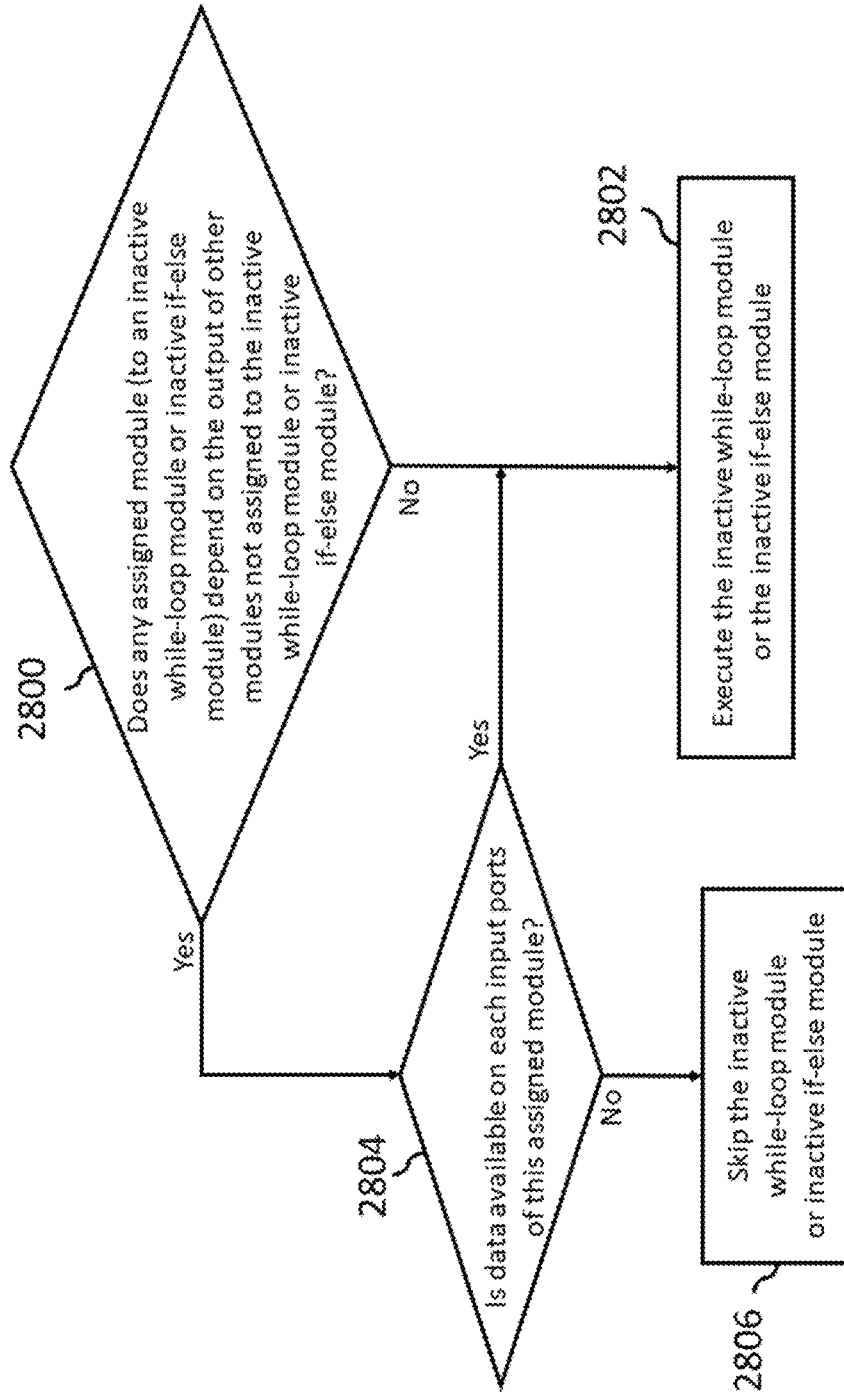 2800
Does any assigned module (to an inactive
while-loop module or inactive if-else
module) depend on the output of other
modules not assigned to the inactive
while-loop module or inactive
if-else module?
Yes
No
2804
Is data available on each input ports
of this assigned module?
Yes
No
2802
Execute the inactive while-loop module
or the inactive if-else module
2806
Skip the inactive
while-loop module
or inactive if-else module